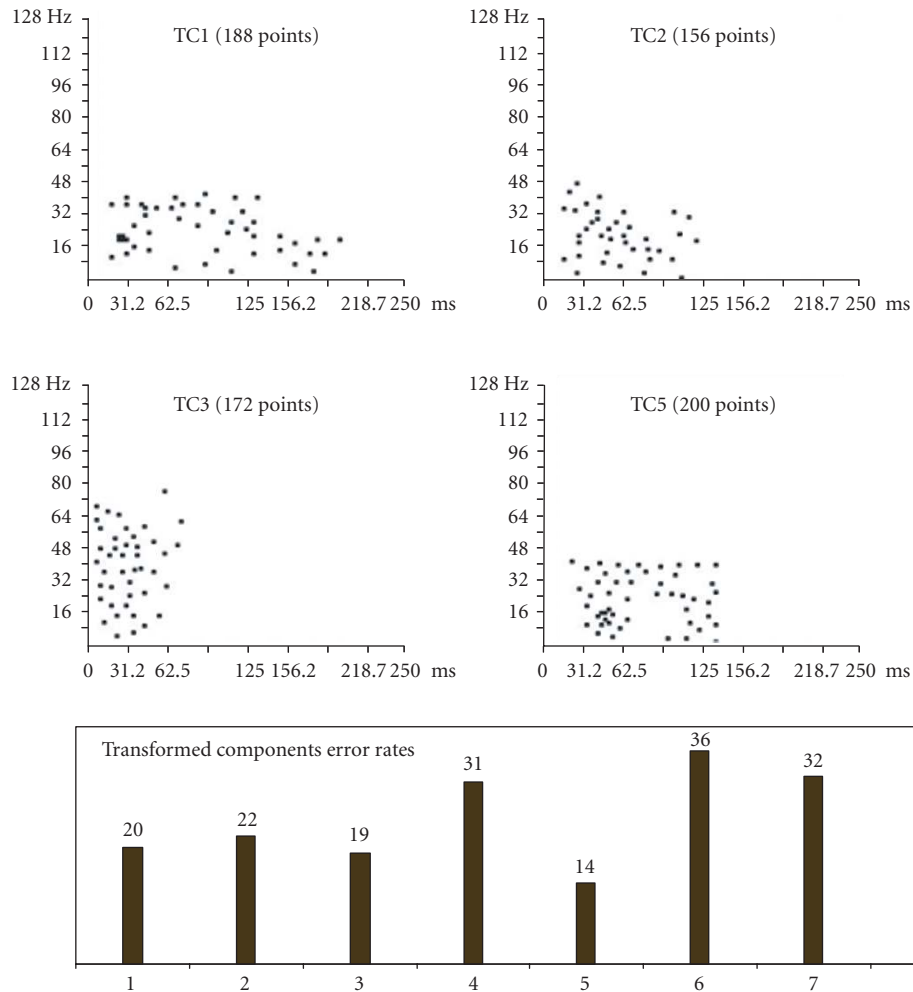 128 Hz
TC1 (188 points)
112
96
80
64
48
32
16
0 31.2 62.5 125 156.2 218.7 250 ms
128 Hz
TC2 (156 points)
112
96
80
64
48
32
16
0 31.2 62.5 125 156.2 218.7 250 ms
128 Hz
TC3 (172 points)
112
96
80
64
48
32
16
0 31.2 62.5 125 156.2 218.7 250 ms
128 Hz
TC5 (200 points)
112
96
80
64
48
32
16
0 31.2 62.5 125 156.2 218.7 250 ms
Transformed components error rates
20 22 19 31 14 36 32
1 2 3 4 5 6 7